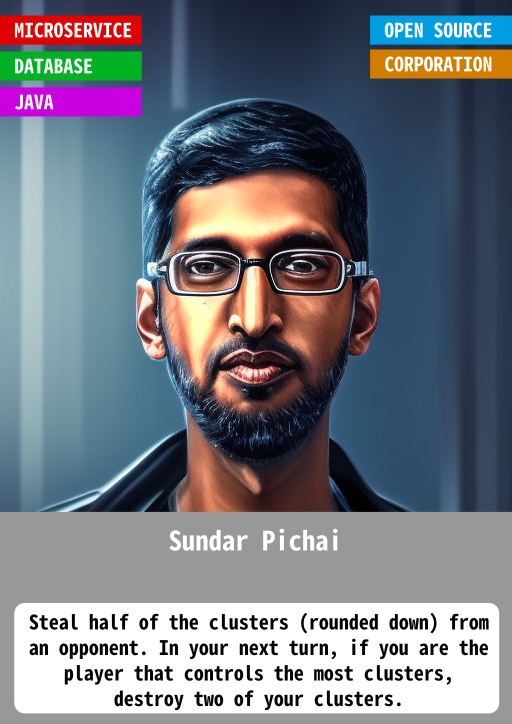 MICROSERVICE
DATABASE
JAVA
OPEN SOURCE
CORPORATION
Sundar Pichai
Steal half of the clusters (rounded down) from
an opponent. In your next turn, if you are the
player that controls the most clusters,
destroy two of your clusters.